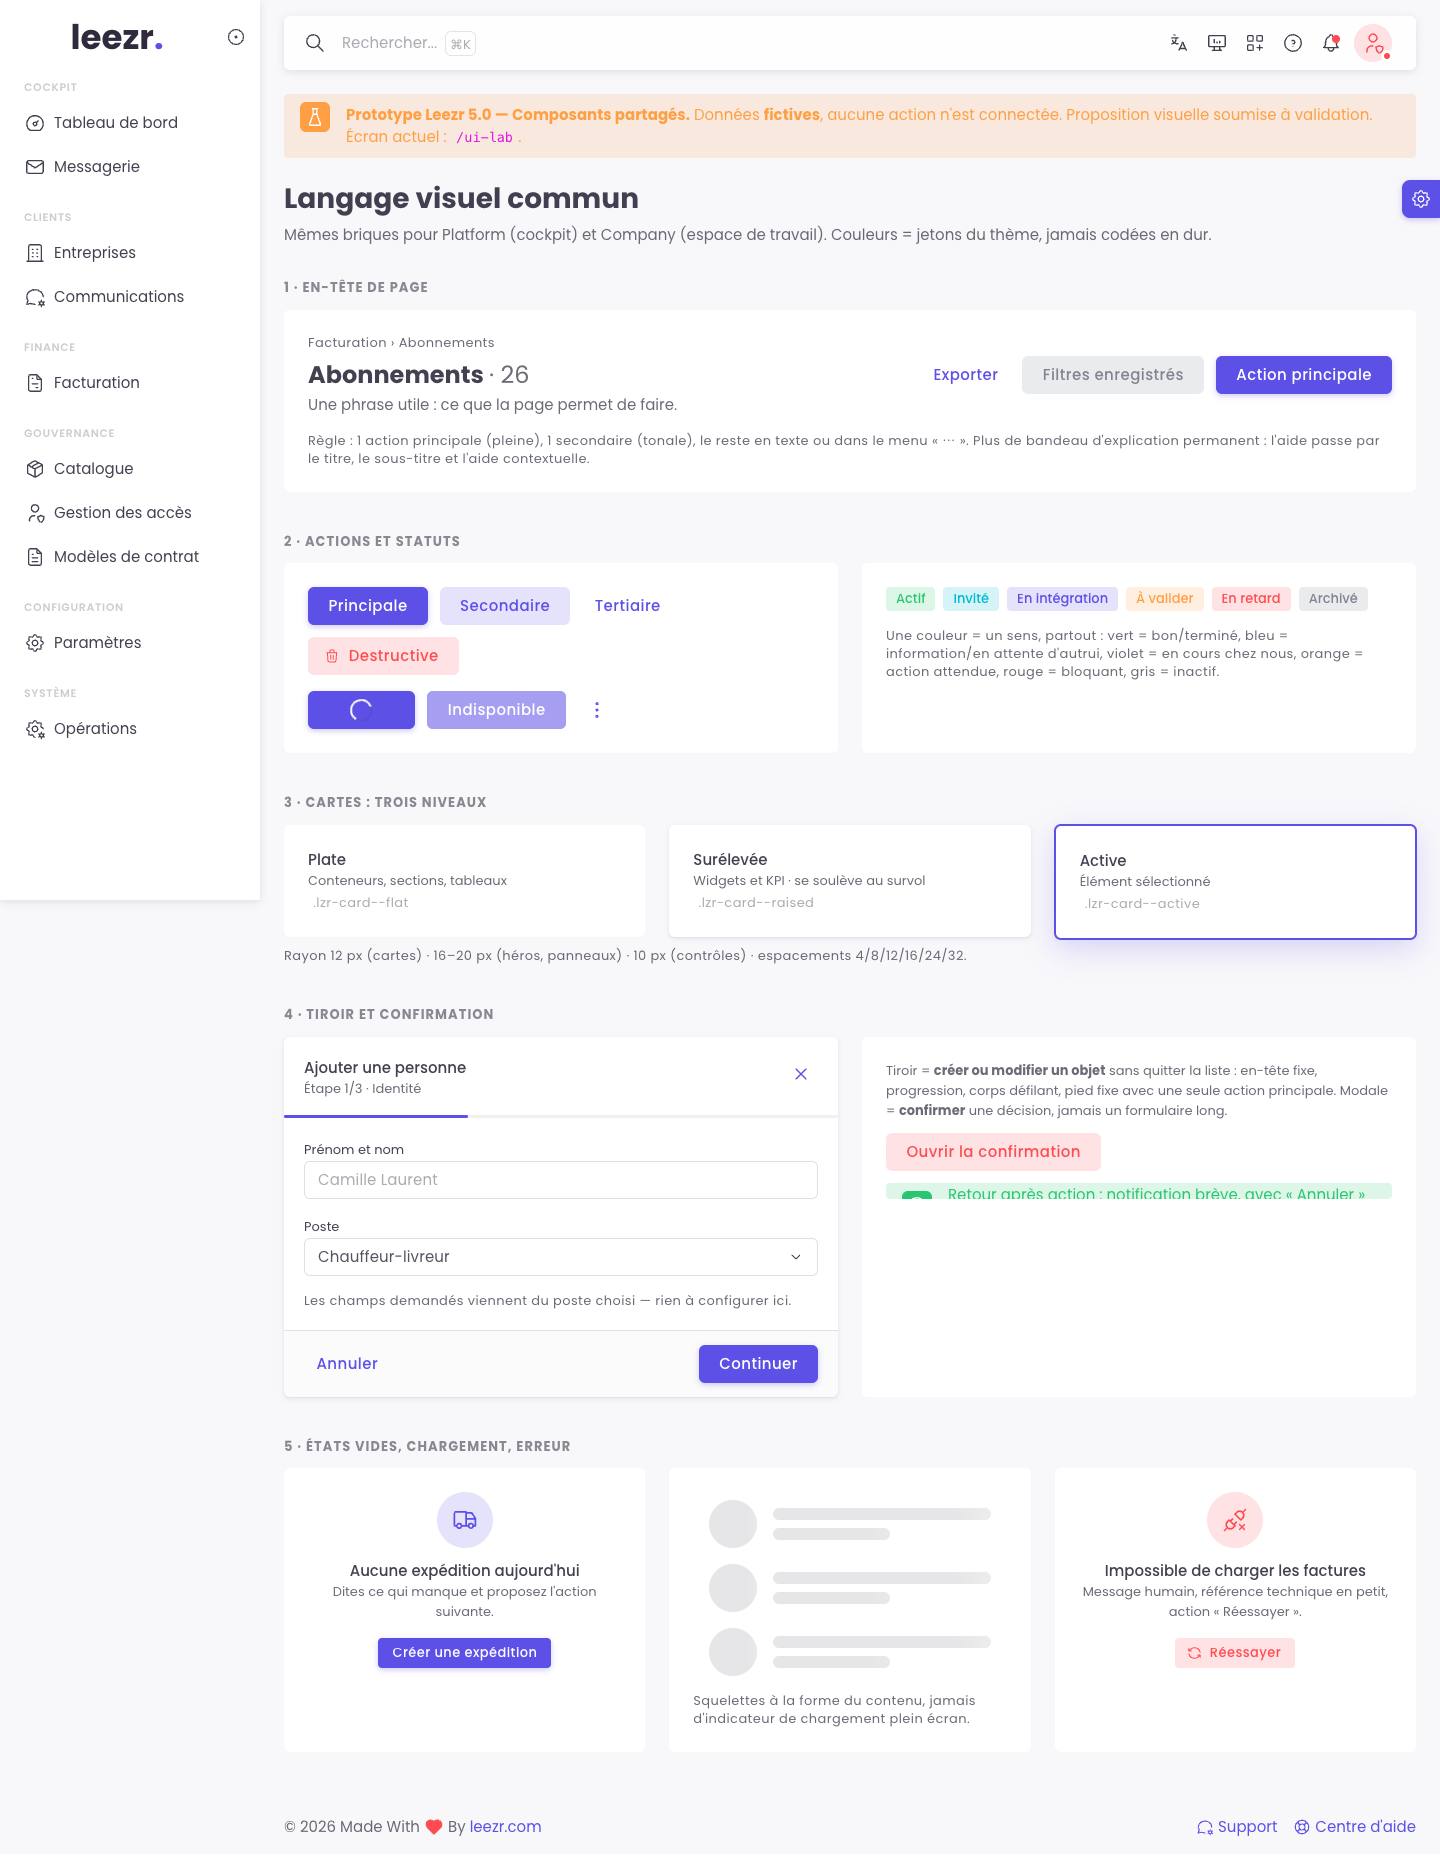 leezr.
COCKPIT
Tableau de bord
Messagerie
CLIENTS
Entreprises
Communications
FINANCE
Facturation
GOUVERNANCE
Catalogue
Gestion des accès
Modèles de contrat
CONFIGURATION
Paramètres
SYSTÈME
Opérations
Rechercher... ⌘K
Prototype Leezr 5.0 — Composants partagés. Données fictives, aucune action n'est connectée. Proposition visuelle soumise à validation.
Écran actuel : /ui-lab .
Langage visuel commun
Mêmes briques pour Platform (cockpit) et Company (espace de travail). Couleurs = jetons du thème, jamais codées en dur.
1 · EN-TÊTE DE PAGE
Facturation › Abonnements
Abonnements · 26
Exporter
Filtres enregistrés
Action principale
Une phrase utile : ce que la page permet de faire.
Règle : 1 action principale (pleine), 1 secondaire (tonale), le reste en texte ou dans le menu « ⋯ ». Plus de bandeau d'explication permanent : l'aide passe par
le titre, le sous-titre et l'aide contextuelle.
2 · ACTIONS ET STATUTS
Principale
Secondaire
Tertiaire
Destructive
Indisponible
Actif
Invité
En intégration
À valider
En retard
Archivé
Une couleur = un sens, partout : vert = bon/terminé, bleu =
information/en attente d'autrui, violet = en cours chez nous, orange =
action attendue, rouge = bloquant, gris = inactif.
3 · CARTES : TROIS NIVEAUX
Plate
Conteneurs, sections, tableaux
.lzr-card--flat
Surélevée
Widgets et KPI · se soulève au survol
.lzr-card--raised
Active
Élément sélectionné
.lzr-card--active
Rayon 12 px (cartes) · 16–20 px (héros, panneaux) · 10 px (contrôles) · espacements 4/8/12/16/24/32.
4 · TIROIR ET CONFIRMATION
Ajouter une personne
Étape 1/3 · Identité
Prénom et nom
Camille Laurent
Poste
Chauffeur-livreur
Les champs demandés viennent du poste choisi — rien à configurer ici.
Annuler
Continuer
Tiroir = créer ou modifier un objet sans quitter la liste : en-tête fixe,
progression, corps défilant, pied fixe avec une seule action principale. Modale
= confirmer une décision, jamais un formulaire long.
Ouvrir la confirmation
Retour après action : notification brève, avec « Annuler »
5 · ÉTATS VIDES, CHARGEMENT, ERREUR
Aucune expédition aujourd'hui
Dites ce qui manque et proposez l'action
suivante.
Créer une expédition
Squelettes à la forme du contenu, jamais
d'indicateur de chargement plein écran.
Impossible de charger les factures
Message humain, référence technique en petit,
action « Réessayer ».
Réessayer
© 2026 Made With By leezr.com
Support
Centre d'aide